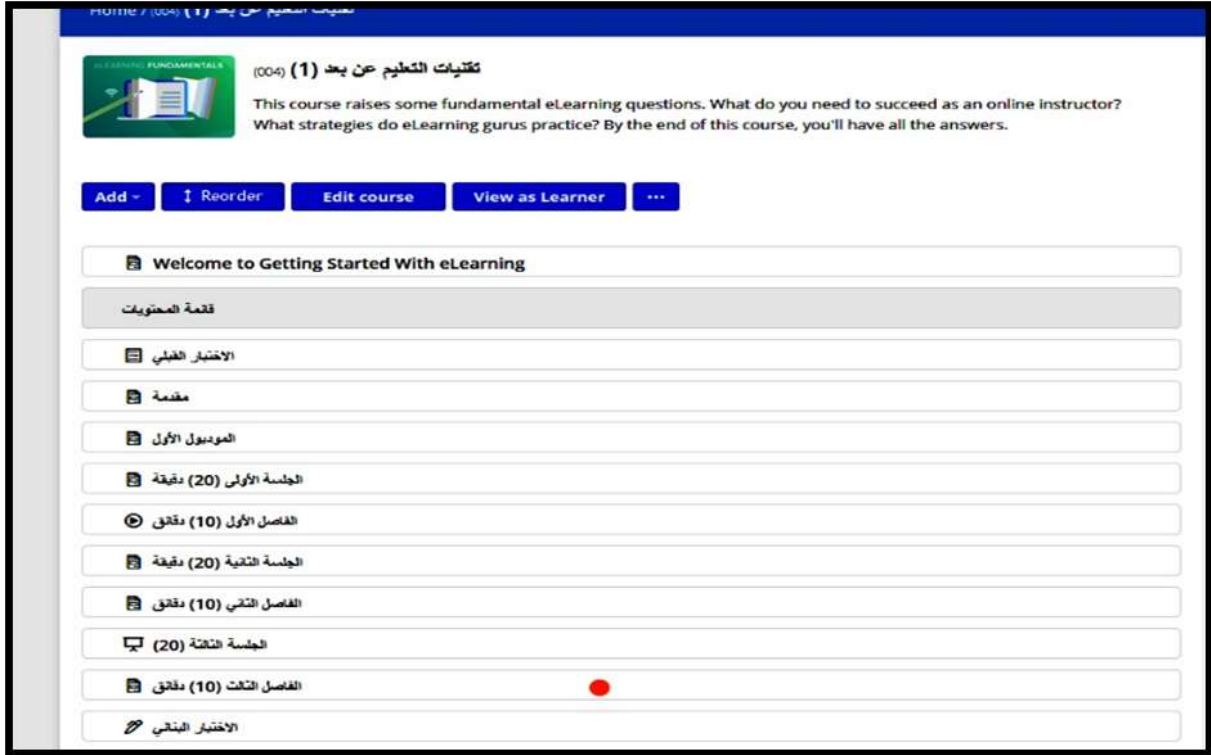 Home / (004) (1) تقنيات التعليم عن بعد
ELEARNING FUNDAMENTALS
تقنيات التعليم عن بعد (1) (004)
This course raises some fundamental eLearning questions. What do you need to succeed as an online instructor?
What strategies do eLearning gurus practice? By the end of this course, you'll have all the answers.
Add
Reorder
Edit course
View as Learner
...
Welcome to Getting Started With eLearning
قائمة المحتويات
الاختبار القبلي
مقدمة
الموديول الأول
الجلسة الأولى (20) دقيقة
الفاصل الأول (10) دقائق
الجلسة الثانية (20) دقيقة
الفاصل الثاني (10) دقائق
الجلسة الثالثة (20)
الفاصل الثالث (10) دقائق
الاختبار البنائي